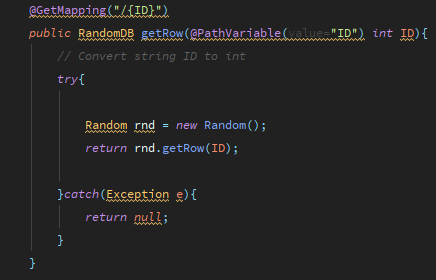 @GetMapping("/{ID}")
public RandomDB getRow(@PathVariable(value="ID") int ID){
// Convert string ID to int
try{
Random rnd = new Random();
return rnd.getRow(ID);
}catch(Exception e){
return null;
}
}